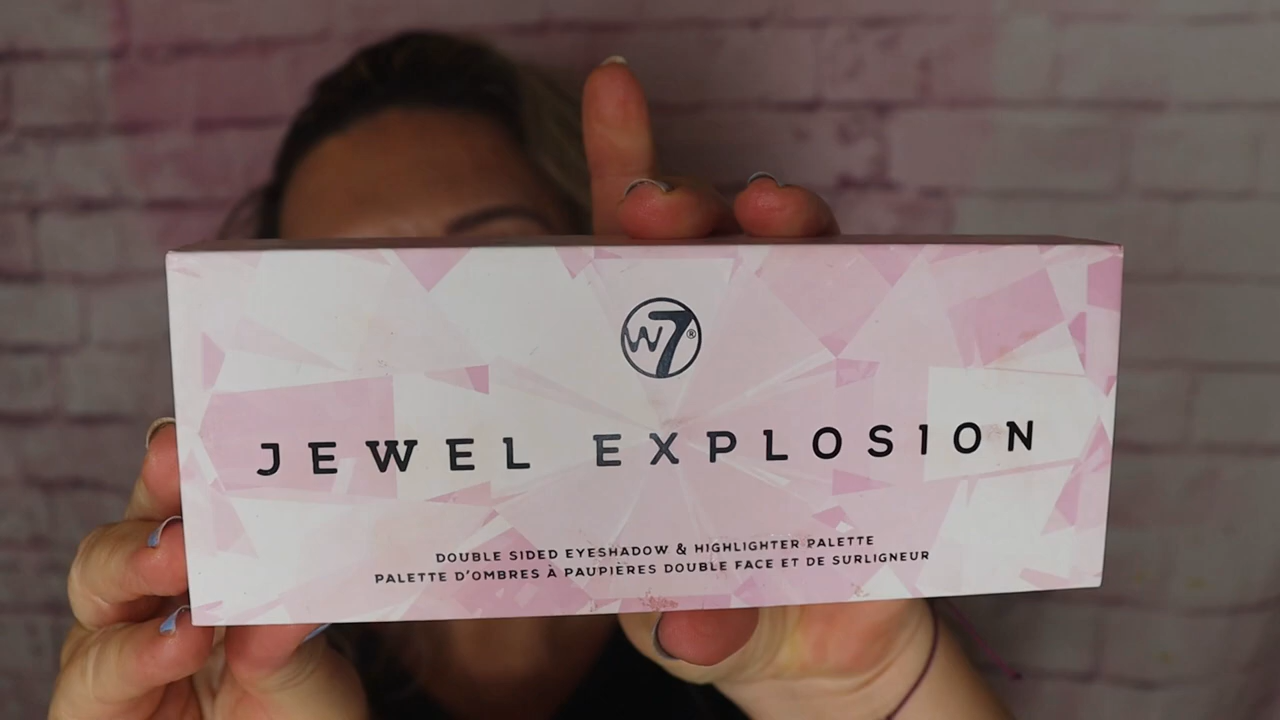 W7®
JEWEL EXPLOSION
DOUBLE SIDED EYESHADOW & HIGHLIGHTER PALETTE
PALETTE D'OMBRES À PAUPIÈRES DOUBLE FACE ET DE SURLIGNEUR